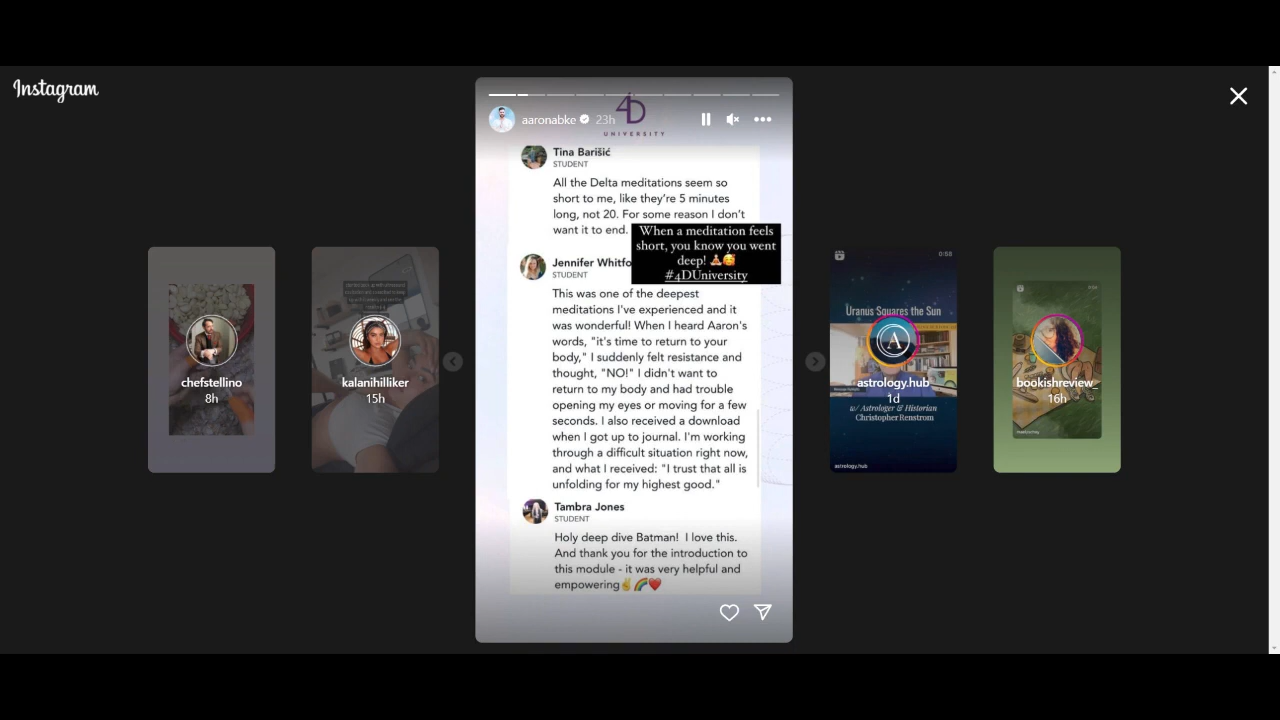 Instagram
4D
UNIVERSITY
aaronabke 23h
Tina Barišić
STUDENT
All the Delta meditations seem so
short to me, like they're 5 minutes
long, not 20. For some reason I don't
want it to end.
When a meditation feels
short, you know you went
deep! 🧘🥰
#4DUniversity
Jennifer Whitfo
STUDENT
This was one of the deepest
meditations I've experienced and it
was wonderful! When I heard Aaron's
words, "it's time to return to your
body," I suddenly felt resistance and
thought, "NO!" I didn't want to
return to my body and had trouble
opening my eyes or moving for a few
seconds. I also received a download
when I got up to journal. I'm working
through a difficult situation right now,
and what I received: "I trust that all is
unfolding for my highest good."
Tambra Jones
STUDENT
Holy deep dive Batman! I love this.
And thank you for the introduction to
this module - it was very helpful and
empowering✌️🌈❤️
chefstellino
8h
kalanihilliker
15h
0:58
Uranus Squares the Sun
A
astrology.hub
1d
w/ Astrologer & Historian
Christopher Renstrom
astrology.hub
bookishreview_
16h